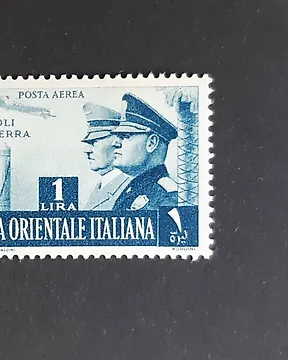 POSTA AEREA
OLI
ERRA
1
LIRA
A ORIENTALE ITALIANA